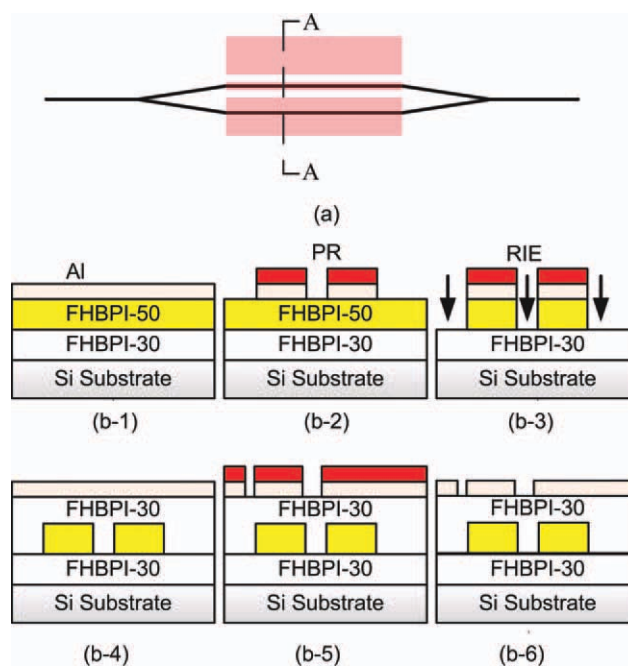 A
A
(a)
Al
FHBPI-50
FHBPI-30
Si Substrate
(b-1)
PR
FHBPI-50
FHBPI-30
Si Substrate
(b-2)
RIE
FHBPI-30
Si Substrate
(b-3)
FHBPI-30
FHBPI-30
Si Substrate
(b-4)
FHBPI-30
FHBPI-30
Si Substrate
(b-5)
FHBPI-30
FHBPI-30
Si Substrate
(b-6)